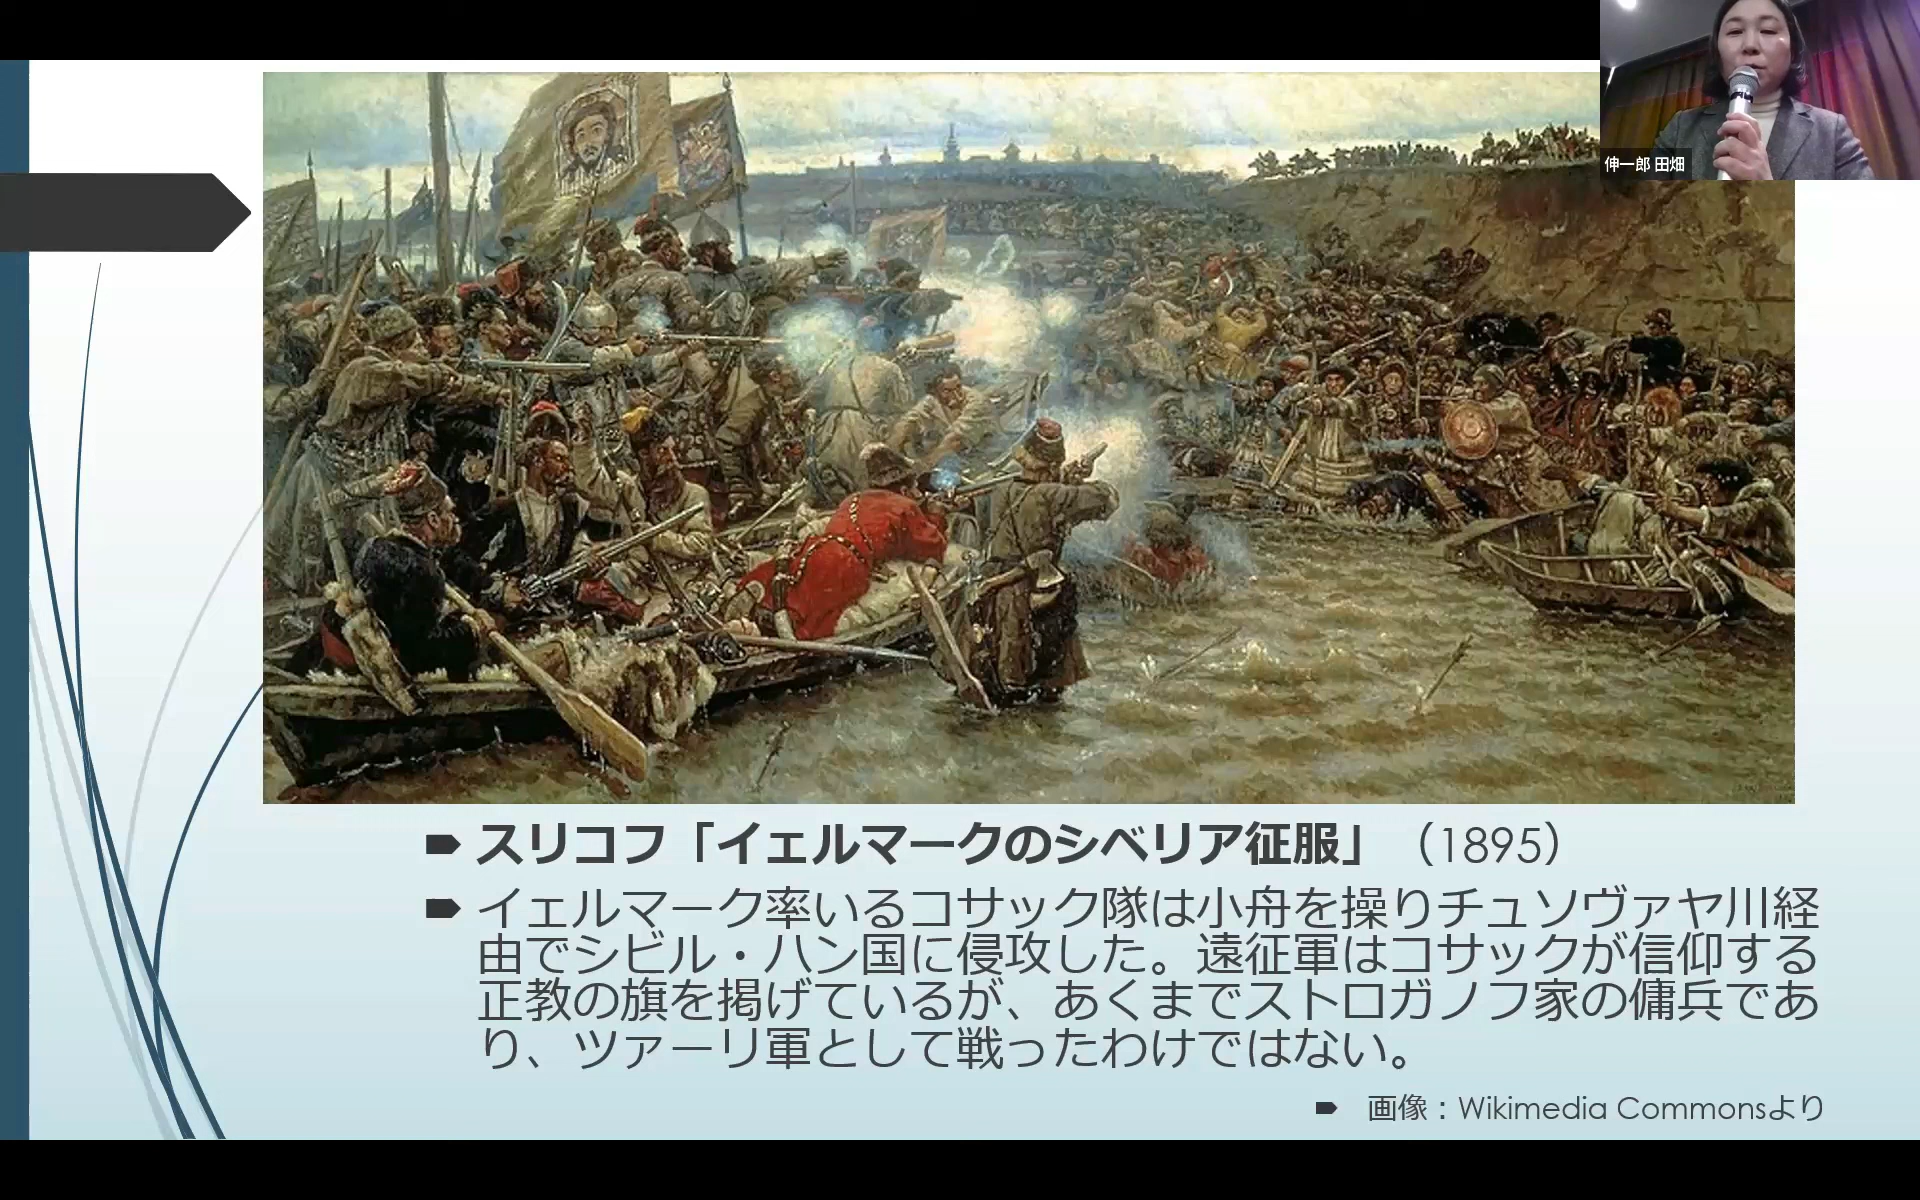 伸一郎 田畑
スリコフ「イェルマークのシベリア征服」（1895）
イェルマーク率いるコサック隊は小舟を操りチュソヴァヤ川経
由でシビル・ハン国に侵攻した。遠征軍はコサックが信仰する
正教の旗を掲げているが、あくまでストロガノフ家の傭兵であ
り、ツァーリ軍として戦ったわけではない。
画像：Wikimedia Commonsより